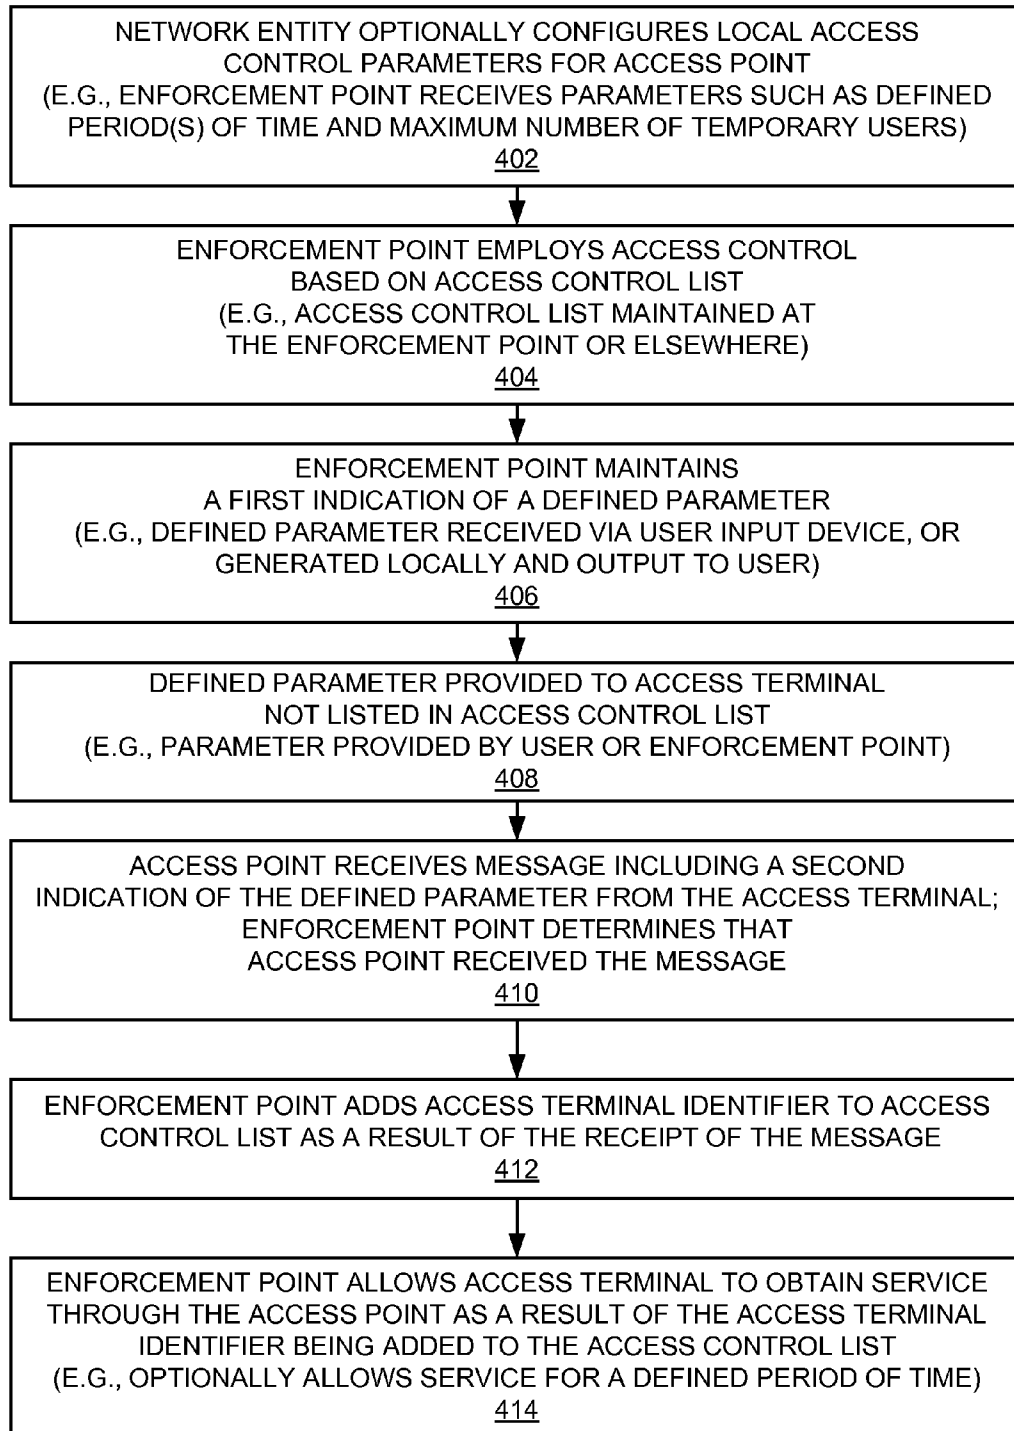 NETWORK ENTITY OPTIONALLY CONFIGURES LOCAL ACCESS
CONTROL PARAMETERS FOR ACCESS POINT
(E.G., ENFORCEMENT POINT RECEIVES PARAMETERS SUCH AS DEFINED
PERIOD(S) OF TIME AND MAXIMUM NUMBER OF TEMPORARY USERS)
402
ENFORCEMENT POINT EMPLOYS ACCESS CONTROL
BASED ON ACCESS CONTROL LIST
(E.G., ACCESS CONTROL LIST MAINTAINED AT
THE ENFORCEMENT POINT OR ELSEWHERE)
404
ENFORCEMENT POINT MAINTAINS
A FIRST INDICATION OF A DEFINED PARAMETER
(E.G., DEFINED PARAMETER RECEIVED VIA USER INPUT DEVICE, OR
GENERATED LOCALLY AND OUTPUT TO USER)
406
DEFINED PARAMETER PROVIDED TO ACCESS TERMINAL
NOT LISTED IN ACCESS CONTROL LIST
(E.G., PARAMETER PROVIDED BY USER OR ENFORCEMENT POINT)
408
ACCESS POINT RECEIVES MESSAGE INCLUDING A SECOND
INDICATION OF THE DEFINED PARAMETER FROM THE ACCESS TERMINAL;
ENFORCEMENT POINT DETERMINES THAT
ACCESS POINT RECEIVED THE MESSAGE
410
ENFORCEMENT POINT ADDS ACCESS TERMINAL IDENTIFIER TO ACCESS
CONTROL LIST AS A RESULT OF THE RECEIPT OF THE MESSAGE
412
ENFORCEMENT POINT ALLOWS ACCESS TERMINAL TO OBTAIN SERVICE
THROUGH THE ACCESS POINT AS A RESULT OF THE ACCESS TERMINAL
IDENTIFIER BEING ADDED TO THE ACCESS CONTROL LIST
(E.G., OPTIONALLY ALLOWS SERVICE FOR A DEFINED PERIOD OF TIME)
414